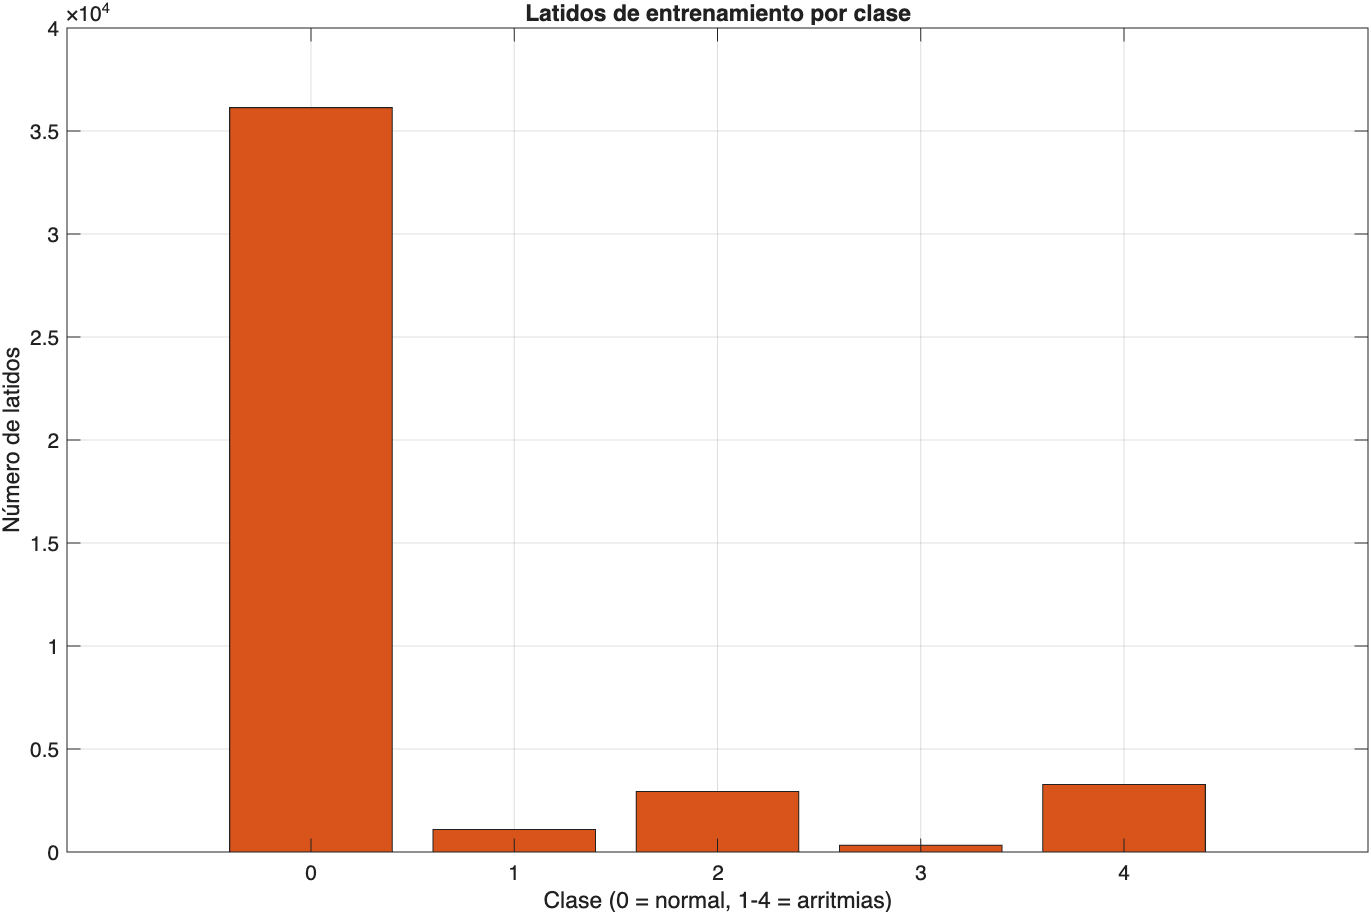 Latidos de entrenamiento por clase
×10⁴
4
3.5
3
2.5
2
1.5
1
0.5
0
Número de latidos
0 1 2 3 4
Clase (0 = normal, 1-4 = arritmias)